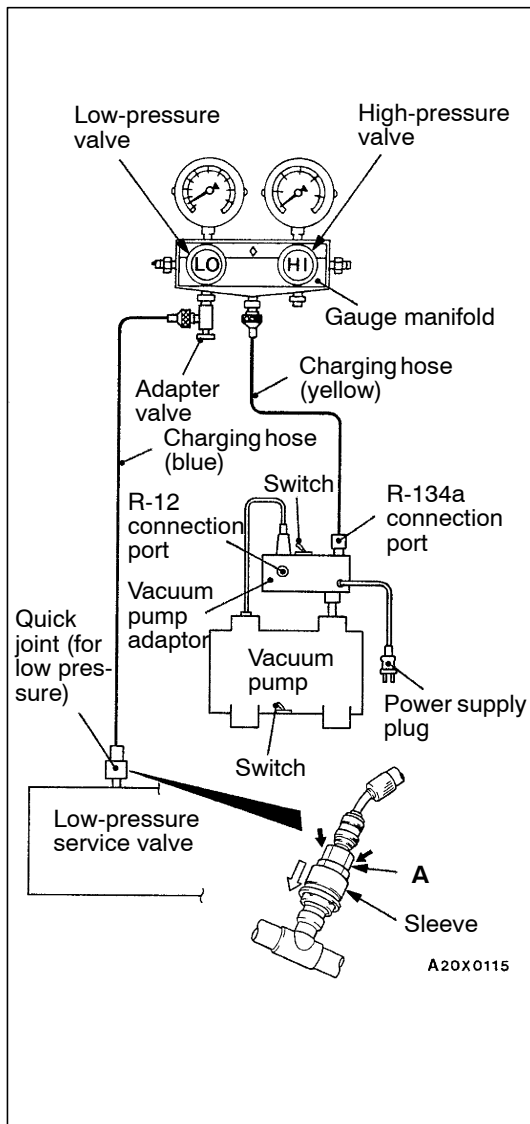 Low-pressure
valve
High-pressure
valve
LO
HI
Gauge manifold
Charging hose
(yellow)
Adapter
valve
Charging hose
(blue)
Switch
R-12
connection
port
R-134a
connection
port
Vacuum
pump
adaptor
Quick
joint (for
low pres-
sure)
Vacuum
pump
Power supply
plug
Switch
Low-pressure
service valve
A
Sleeve
A20X0115